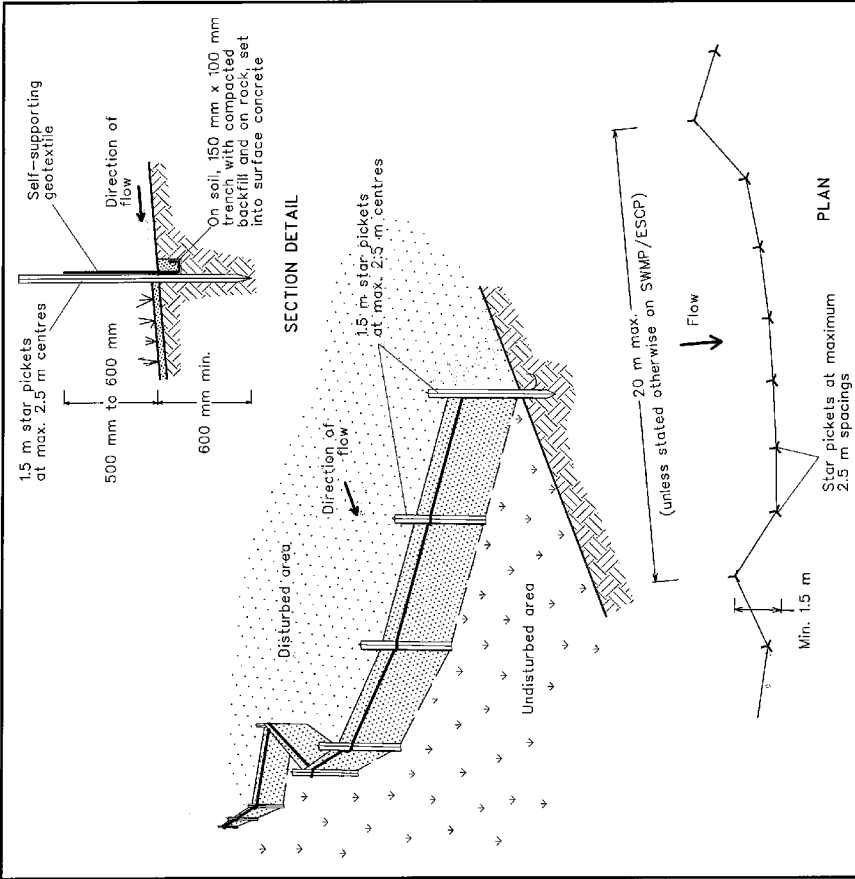 1.5 m star pickets
at max. 2.5 m centres
Self-supporting
geotextile
500 mm to 600 mm
Direction of
flow
600 mm min.
On soil, 150 mm x 100 mm
trench with compacted
backfill and on rock, set
into surface concrete
SECTION DETAIL
Disturbed area
Direction of
flow
1.5 m star pickets
at max. 2.5 m centres
Undisturbed area
20 m max.
(unless stated otherwise on SWMP/ESCP)
Flow
Min. 1.5 m
Star pickets at maximum
2.5 m spacings
PLAN